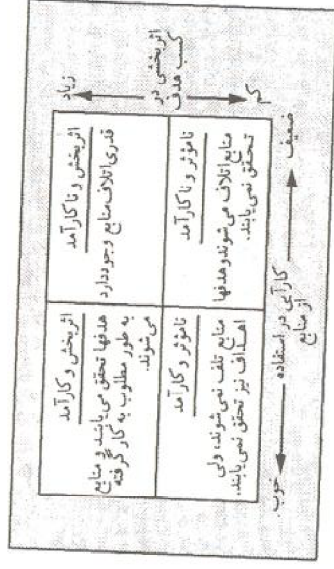 اثربخشی در
کسب هدف
زیاد
کم
اثربخش و ناکارآمد
قدری اتلاف منابع وجود دارد
اثربخش و کارآمد
هدفها تحقق می‌یابند و منابع
به طور مطلوب به کار گرفته
می‌شوند.
نامؤثر و ناکارآمد
منابع اتلاف می‌شوند و هدفها
تحقق نمی‌یابند.
نامؤثر و کارآمد
منابع تلف نمی‌شوند، ولی
اهداف نیز تحقق نمی‌یابند.
ضعیف
خوب
کارآیی در استفاده
از منابع